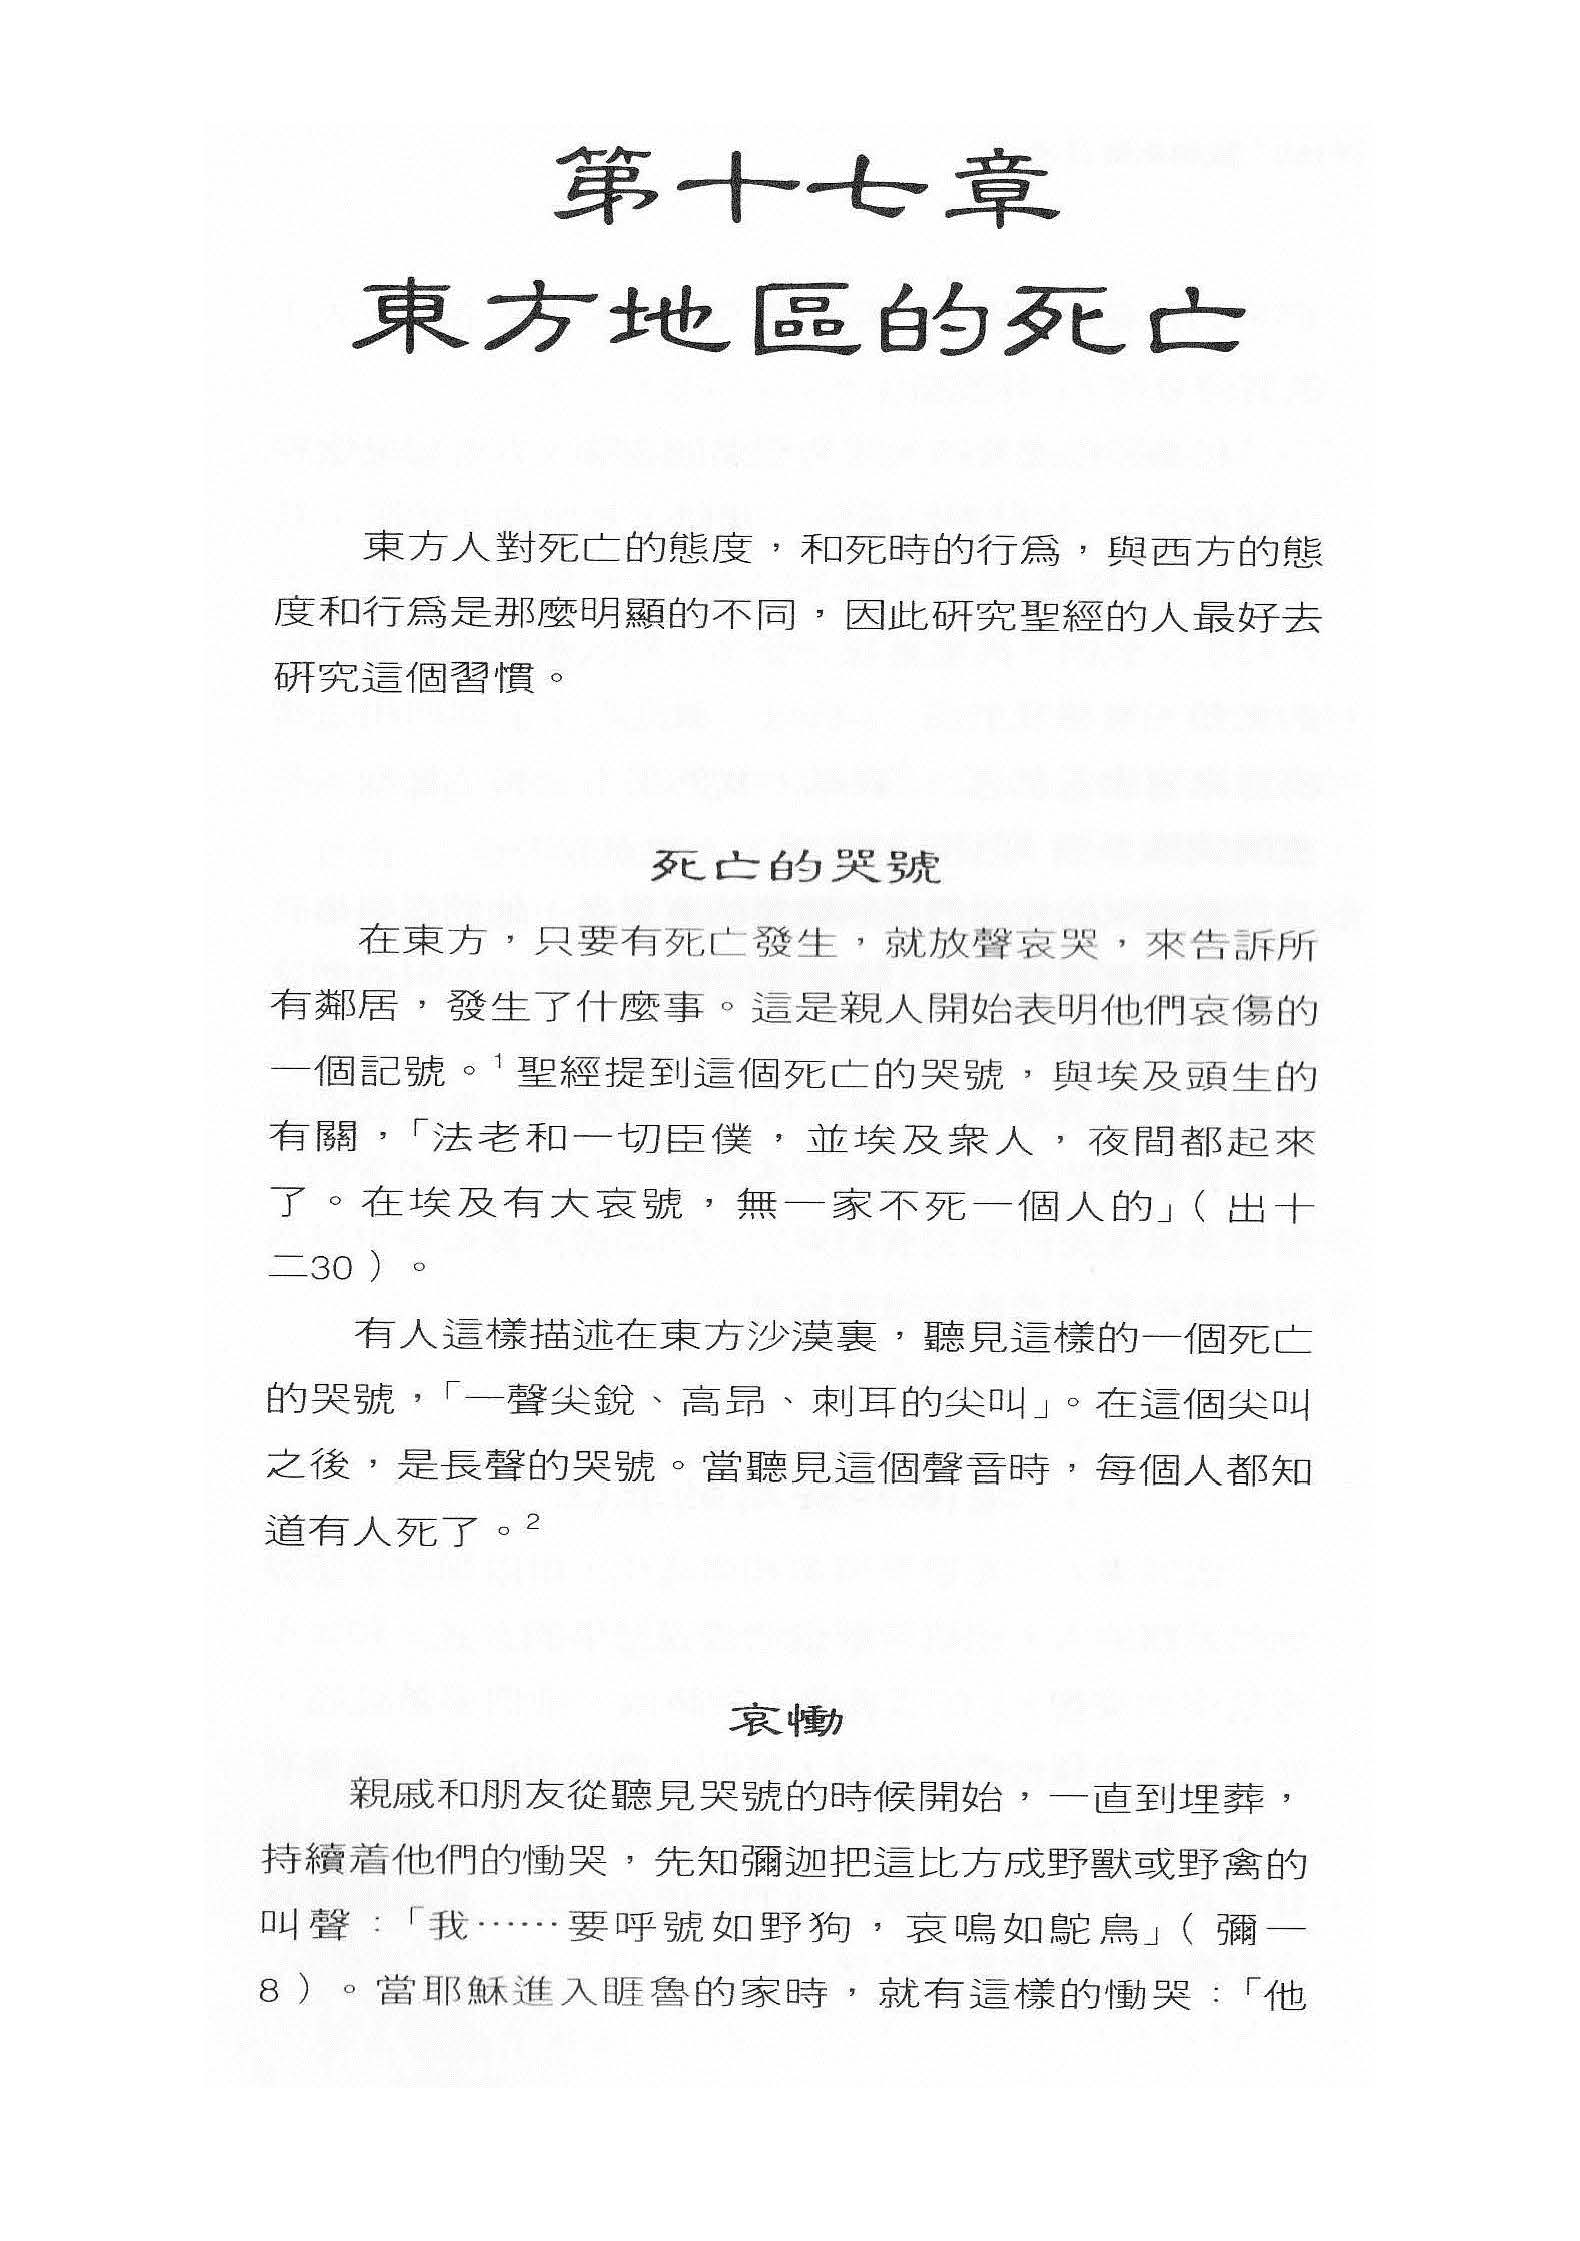 第十七章
東方地區的死亡
東方人對死亡的態度，和死時的行爲，與西方的態
度和行爲是那麼明顯的不同，因此研究聖經的人最好去
研究這個習慣。
死亡的哭號
在東方，只要有死亡發生，就放聲哀哭，來告訴所
有鄰居，發生了什麼事。這是親人開始表明他們哀傷的
一個記號。¹聖經提到這個死亡的哭號，與埃及頭生的
有關，「法老和一切臣僕，並埃及衆人，夜間都起來
了。在埃及有大哀號，無一家不死一個人的」（出十
二30）。
有人這樣描述在東方沙漠裏，聽見這樣的一個死亡
的哭號，「一聲尖銳、高昂、刺耳的尖叫」。在這個尖叫
之後，是長聲的哭號。當聽見這個聲音時，每個人都知
道有人死了。²
哀慟
親戚和朋友從聽見哭號的時候開始，一直到埋葬，
持續着他們的慟哭，先知彌迦把這比方成野獸或野禽的
叫聲：「我……要呼號如野狗，哀鳴如鴕鳥」（彌一
8）。當耶穌進入睚魯的家時，就有這樣的慟哭：「他